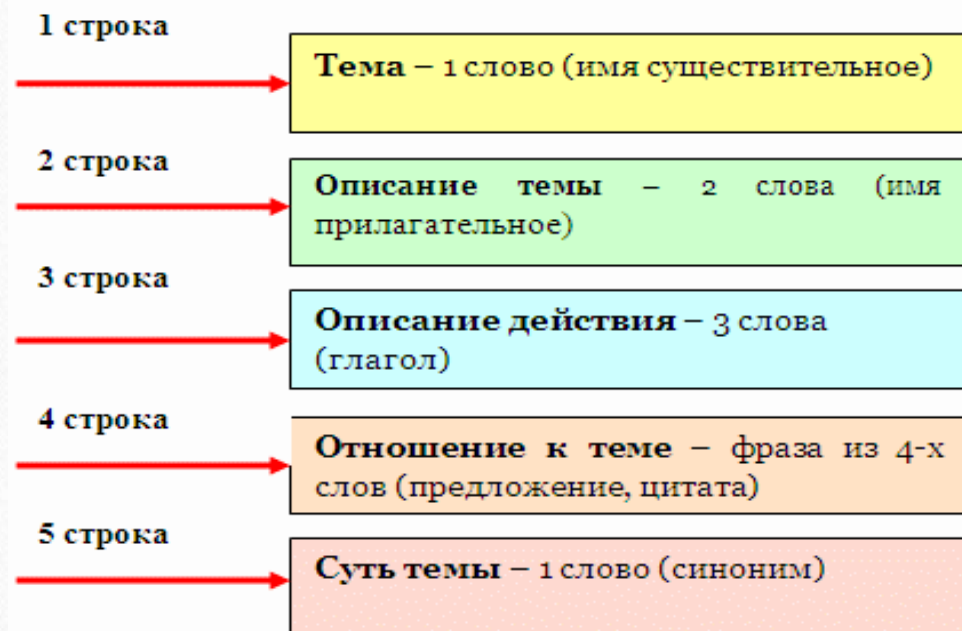 1 строка
Тема – 1 слово (имя существительное)
2 строка
Описание темы – 2 слова (имя
прилагательное)
3 строка
Описание действия – 3 слова
(глагол)
4 строка
Отношение к теме – фраза из 4-х
слов (предложение, цитата)
5 строка
Суть темы – 1 слово (синоним)